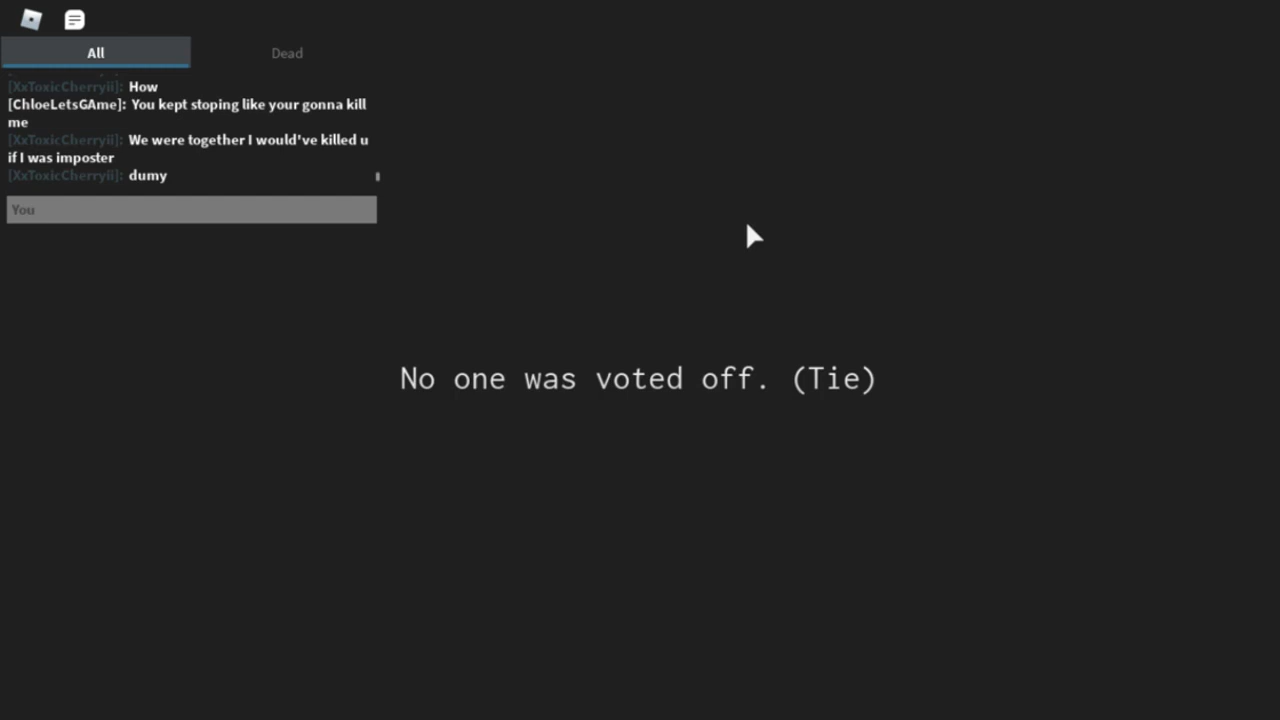 All
Dead
[XxToxicCherryii]: How
[ChloeLetsGAme]: You kept stoping like your gonna kill
me
[XxToxicCherryii]: We were together I would've killed u
if I was imposter
[XxToxicCherryii]: dumy
You
No one was voted off. (Tie)